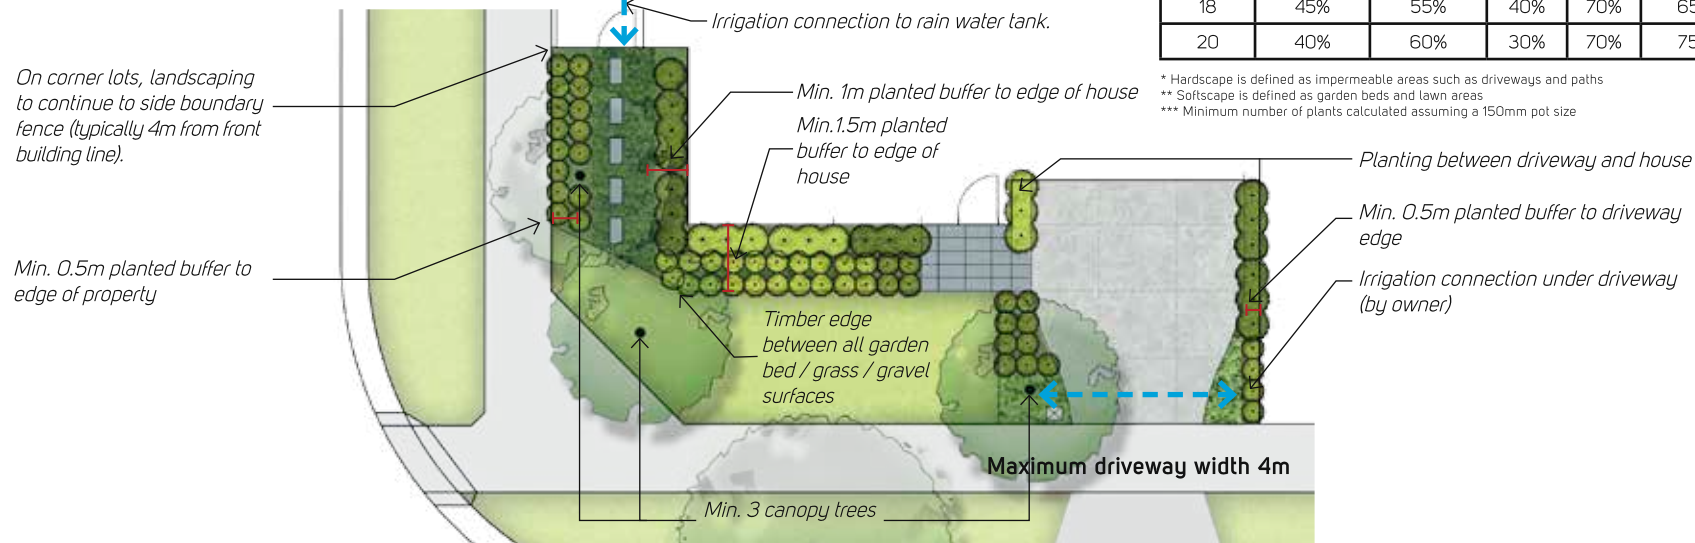 Irrigation connection to rain water tank.
18 45% 55% 40% 70%
20 40% 60% 30% 70%
* Hardscape is defined as impermeable areas such as driveways and paths
** Softscape is defined as garden beds and lawn areas
*** Minimum number of plants calculated assuming a 150mm pot size
On corner lots, landscaping
to continue to side boundary
fence (typically 4m from front
building line).
Min. 1m planted buffer to edge of house
Min.1.5m planted
buffer to edge of
house
Planting between driveway and house
Min. 0.5m planted buffer to driveway
edge
Min. 0.5m planted buffer to
edge of property
Irrigation connection under driveway
(by owner)
Timber edge
between all garden
bed / grass / gravel
surfaces
Maximum driveway width 4m
Min. 3 canopy trees